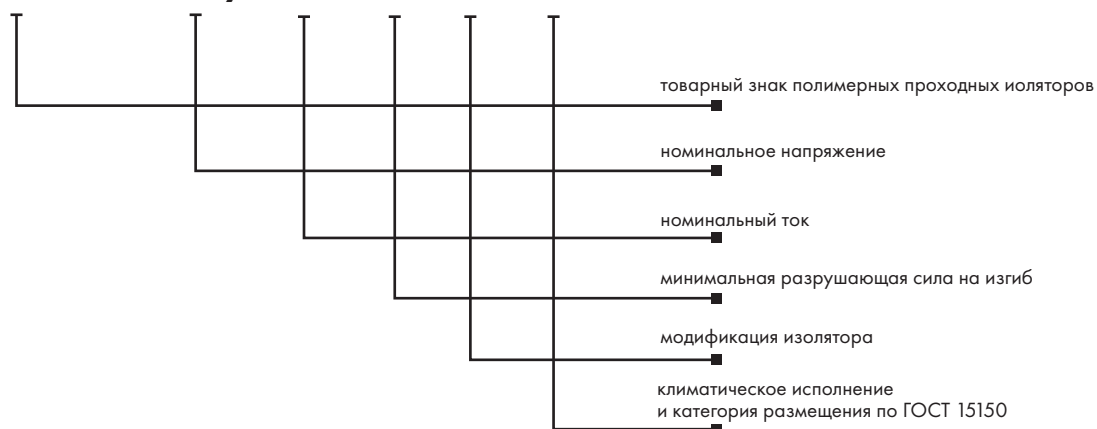 товарный знак полимерных проходных иоляторов
номинальное напряжение
номинальный ток
минимальная разрушающая сила на изгиб
модификация изолятора
климатическое исполнение
и категория размещения по ГОСТ 15150